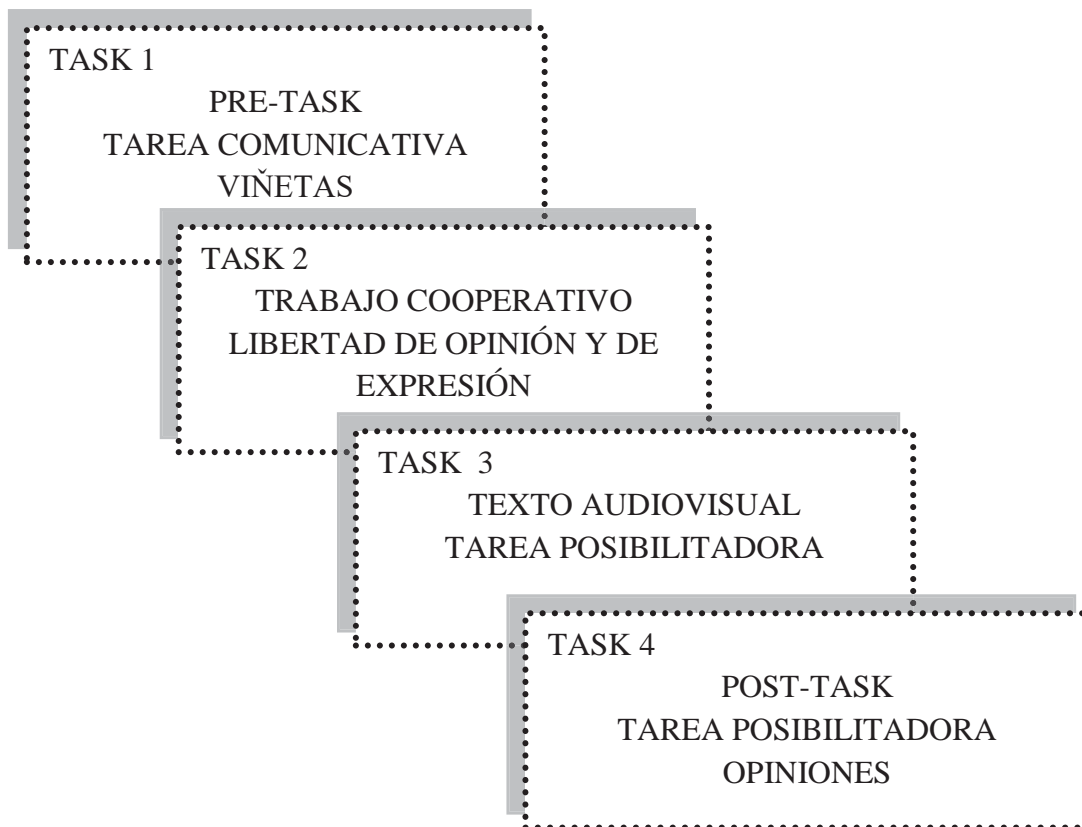 TASK 1
PRE-TASK
TAREA COMUNICATIVA
VIŇETAS
TASK 2
TRABAJO COOPERATIVO
LIBERTAD DE OPINIÓN Y DE
EXPRESIÓN
TASK 3
TEXTO AUDIOVISUAL
TAREA POSIBILITADORA
TASK 4
POST-TASK
TAREA POSIBILITADORA
OPINIONES